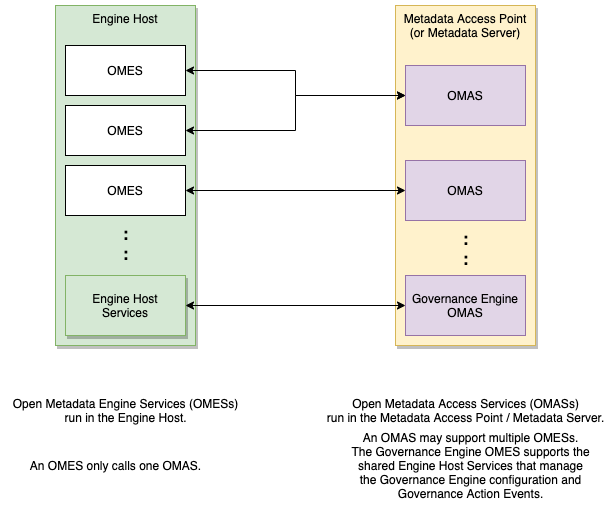 Engine Host
OMES
OMES
OMES
:
:
Engine Host
Services
Metadata Access Point
(or Metadata Server)
OMAS
OMAS
:
:
Governance Engine
OMAS
Open Metadata Engine Services (OMESs)
run in the Engine Host.
An OMES only calls one OMAS.
Open Metadata Access Services (OMASs)
run in the Metadata Access Point / Metadata Server.
An OMAS may support multiple OMESs.
The Governance Engine OMES supports the
shared Engine Host Services that manage
the Governance Engine configuration and
Governance Action Events.